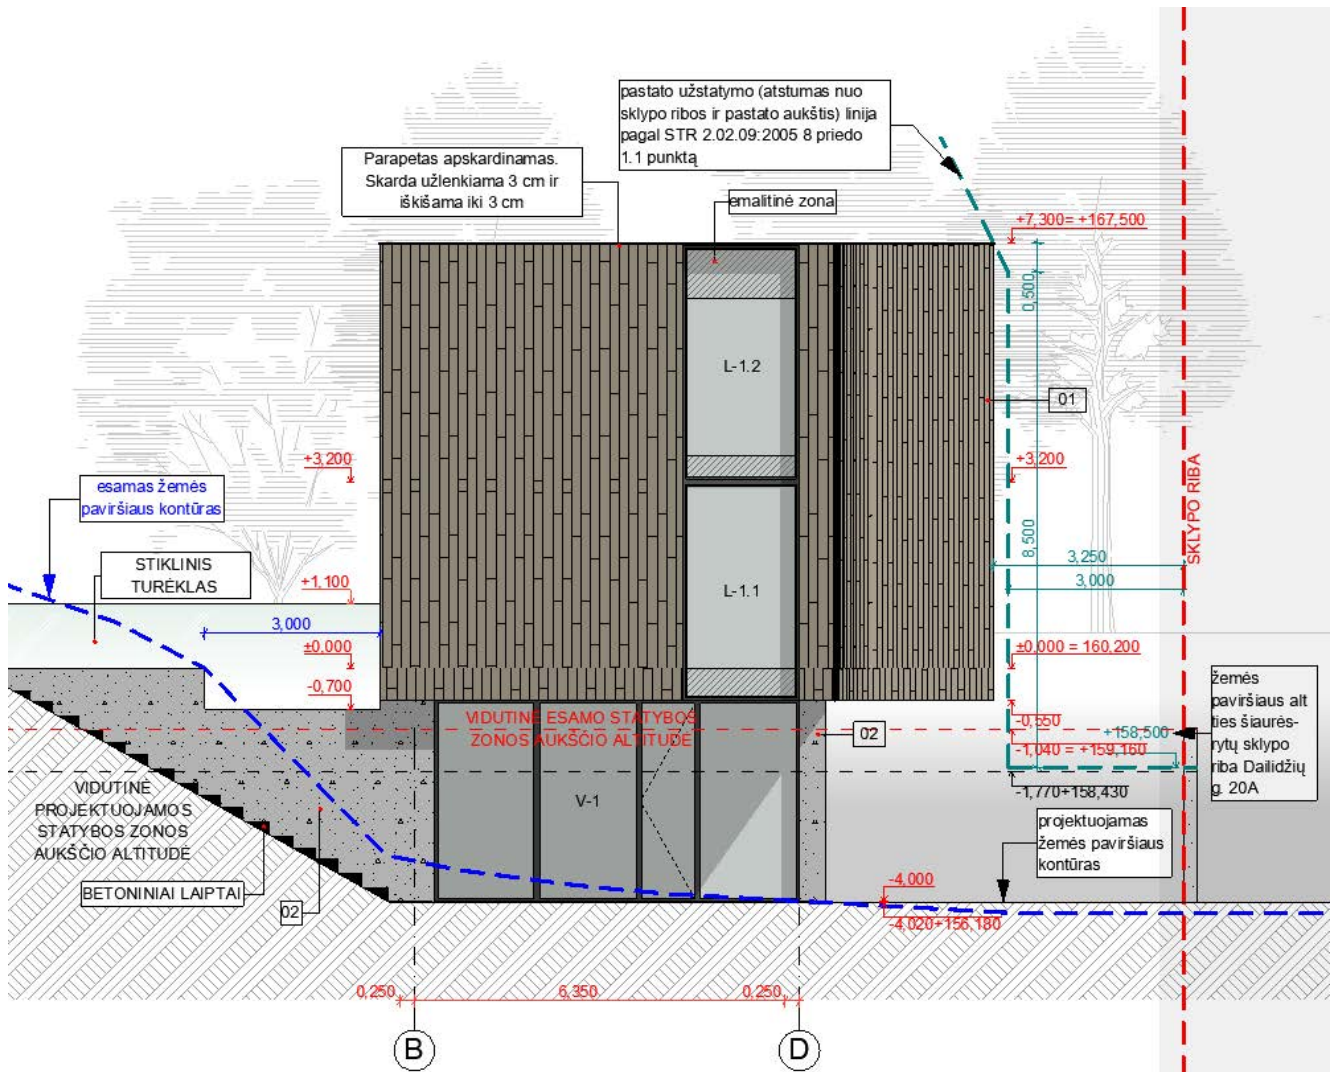 pastato užstatymo (atstumas nuo
sklypo ribos ir pastato aukštis) linija
pagal STR 2.02.09:2005 8 priedo
1.1 punktą
Parapetas apskardinamas.
Skarda užlenkiama 3 cm ir
iškišama iki 3 cm
emalitinė zona
+7,300= +167,500
0,500
L-1.2
01
+3,200
+3,200
SKLYPO RIBA
esamas žemės
paviršiaus kontūras
8,500
3,250
STIKLINIS
TURĖKLAS
+1,100
L-1.1
3,000
3,000
±0,000
±0,000 = 160,200
-0,700
žemės
paviršiaus alt
ties šiaurės-
rytų sklypo
riba Dailidžių
g. 20A
VIDUTINĖ ESAMO STATYBOS
ZONOS AUKŠČIO ALTITUDĖ
-0,550
02
+158,500
-1,040 = +159,160
VIDUTINĖ
PROJEKTUOJAMOS
STATYBOS ZONOS
AUKŠČIO ALTITUDĖ
V-1
-1,770+158,430
projektuojamas
žemės paviršiaus
kontūras
BETONINIAI LAIPTAI
02
-4,000
-4,020+156,180
0,250
6,350
0,250
B
D